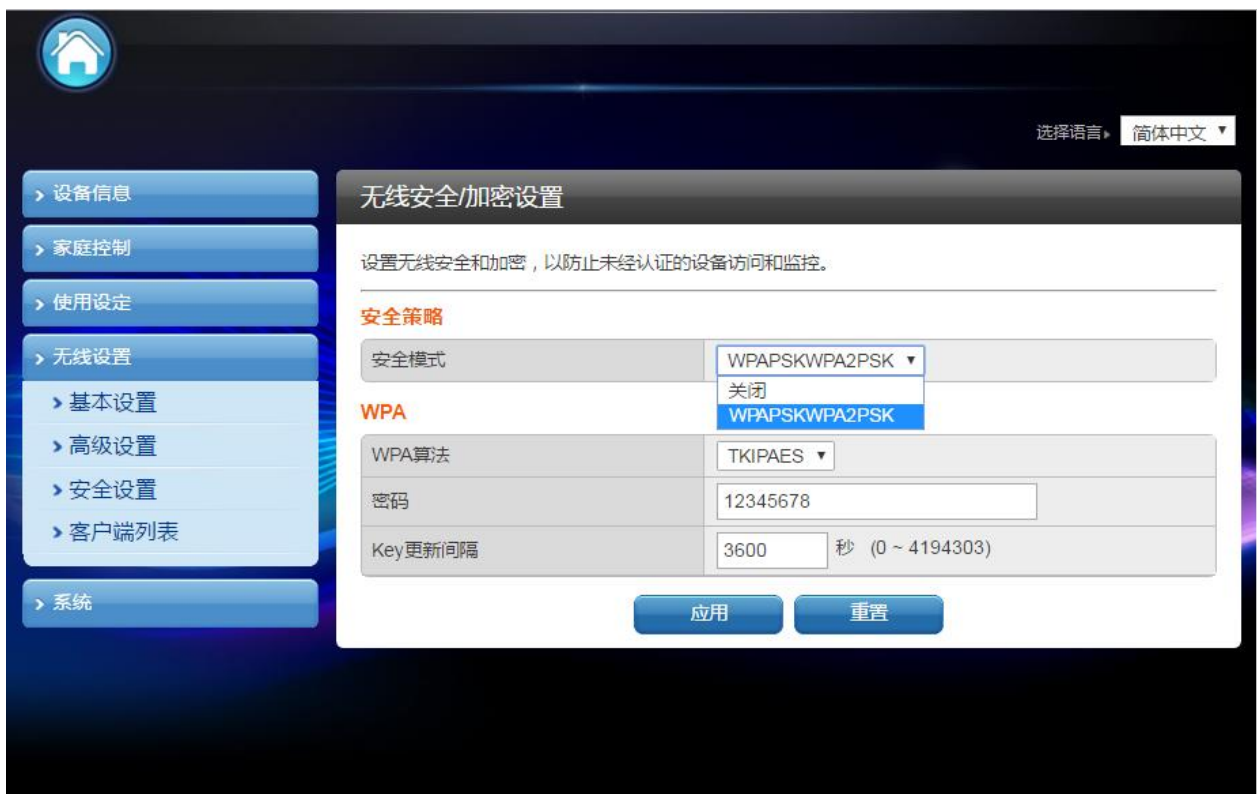 选择语言
简体中文
设备信息
家庭控制
使用设定
无线设置
基本设置
高级设置
安全设置
客户端列表
系统
无线安全/加密设置
设置无线安全和加密，以防止未经认证的设备访问和监控。
安全策略
安全模式 WPAPSKWPA2PSK
关闭
WPAPSKWPA2PSK
WPA
WPA算法 TKIPAES
密码 12345678
Key更新间隔 3600 秒 (0 ~ 4194303)
应用 重置